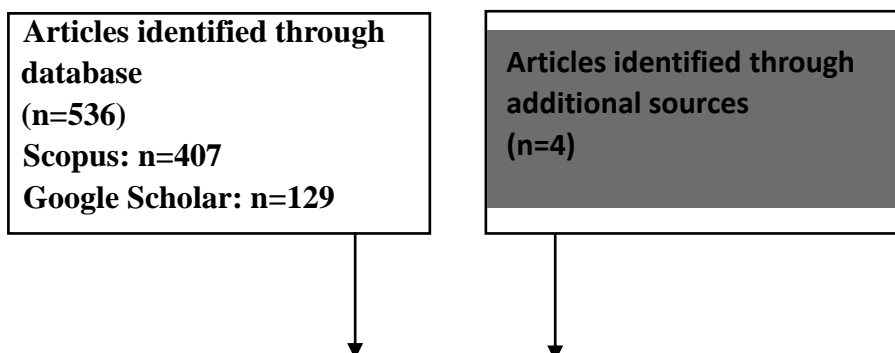 Articles identified through
database
(n=536)
Scopus: n=407
Google Scholar: n=129
Articles identified through
additional sources
(n=4)